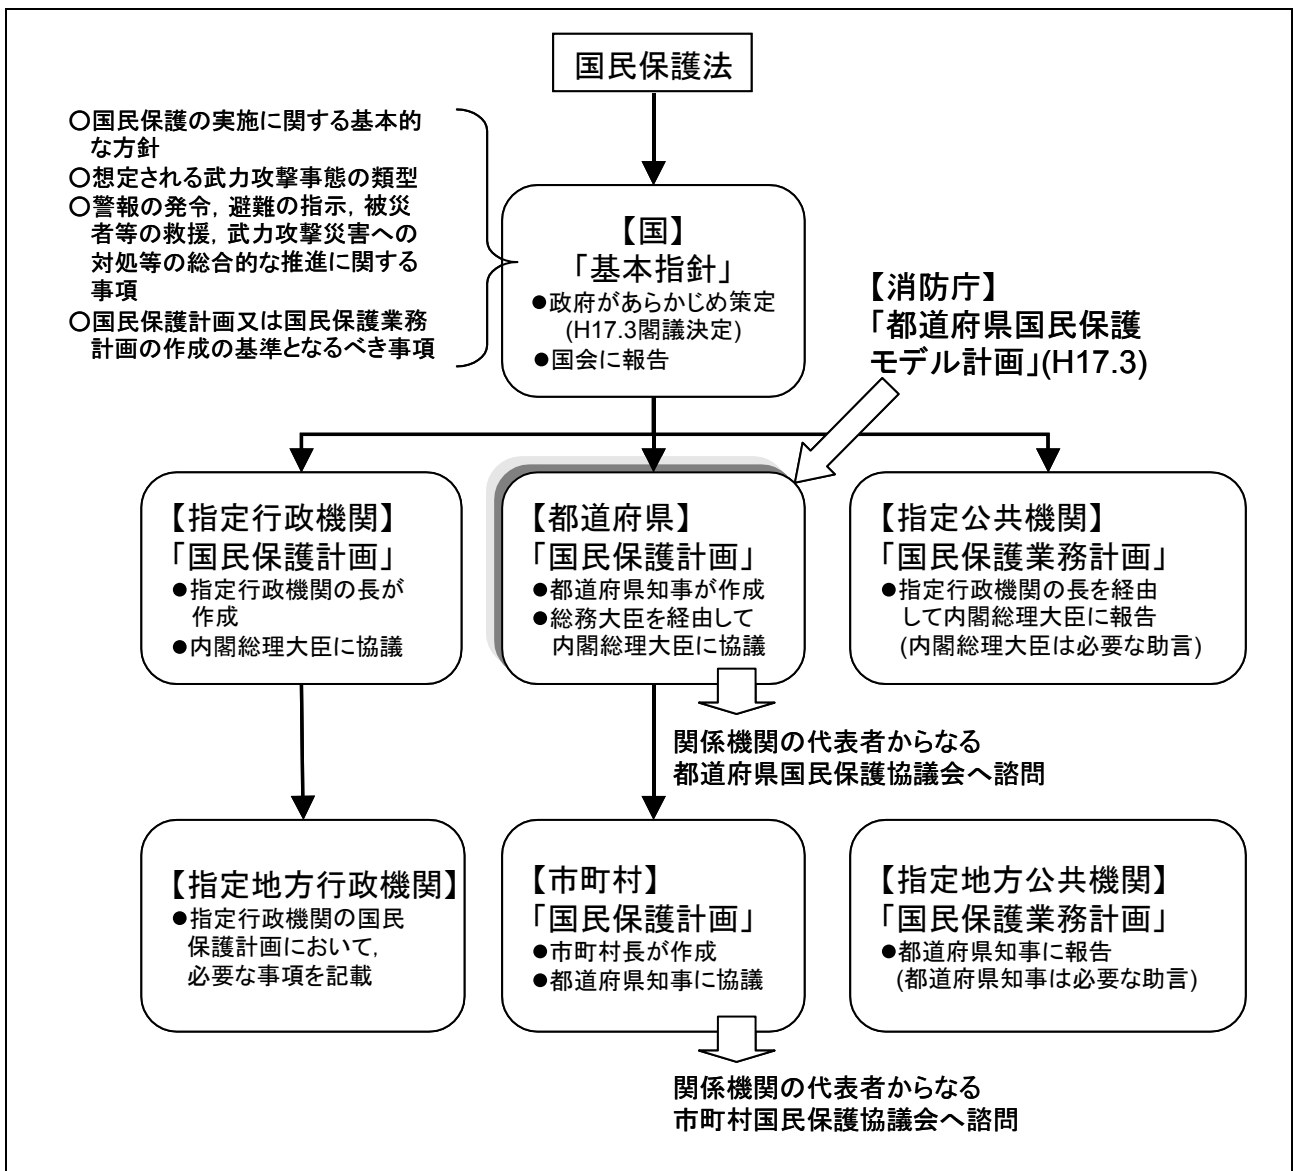 国民保護法
○国民保護の実施に関する基本的
な方針
○想定される武力攻撃事態の類型
○警報の発令，避難の指示，被災
者等の救援，武力攻撃災害への
対処等の総合的な推進に関する
事項
○国民保護計画又は国民保護業務
計画の作成の基準となるべき事項
【国】
「基本指針」
●政府があらかじめ策定
(H17.3閣議決定)
●国会に報告
【消防庁】
「都道府県国民保護
モデル計画」(H17.3)
【指定行政機関】
「国民保護計画」
●指定行政機関の長が
作成
●内閣総理大臣に協議
【都道府県】
「国民保護計画」
●都道府県知事が作成
●総務大臣を経由して
内閣総理大臣に協議
【指定公共機関】
「国民保護業務計画」
●指定行政機関の長を経由
して内閣総理大臣に報告
(内閣総理大臣は必要な助言)
関係機関の代表者からなる
都道府県国民保護協議会へ諮問
【指定地方行政機関】
●指定行政機関の国民
保護計画において，
必要な事項を記載
【市町村】
「国民保護計画」
●市町村長が作成
●都道府県知事に協議
【指定地方公共機関】
「国民保護業務計画」
●都道府県知事に報告
(都道府県知事は必要な助言)
関係機関の代表者からなる
市町村国民保護協議会へ諮問